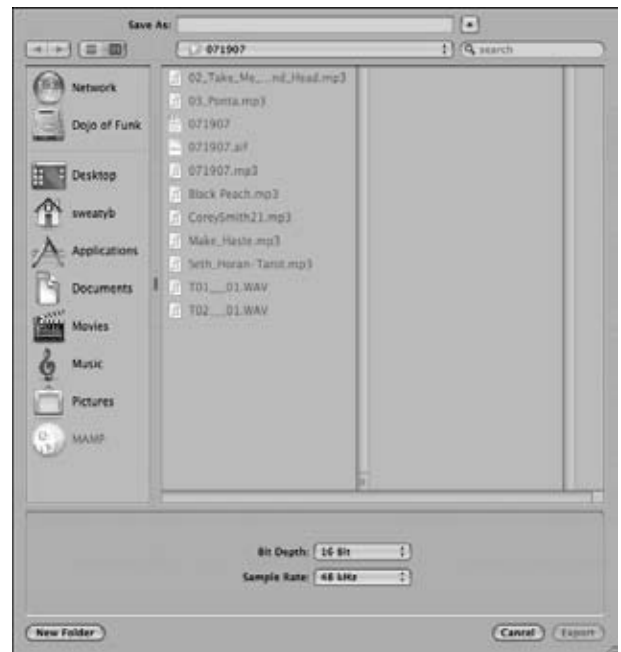 Save As:
071907
search
Network
Dojo of Funk
Desktop
sweatyb
Applications
Documents
Movies
Music
Pictures
MAMP
02_Take_Me_...nd_Head.mp3
03_Ponta.mp3
071907
071907.aif
071907.mp3
Black Peach.mp3
CoreySmith21.mp3
Make_Haste.mp3
Seth_Horan-Tarot.mp3
T01__01.WAV
T02__01.WAV
Bit Depth: 16 Bit
Sample Rate: 48 kHz
New Folder
Cancel
Export